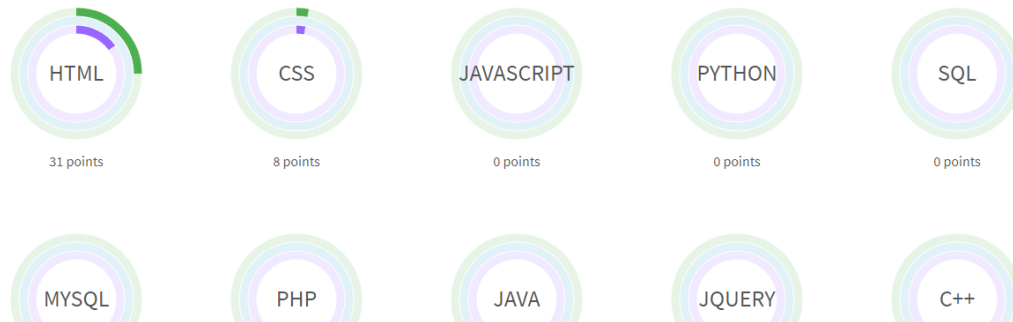 HTML CSS JAVASCRIPT PYTHON SQL
31 points 8 points 0 points 0 points 0 points
MYSQL PHP JAVA JQUERY C++